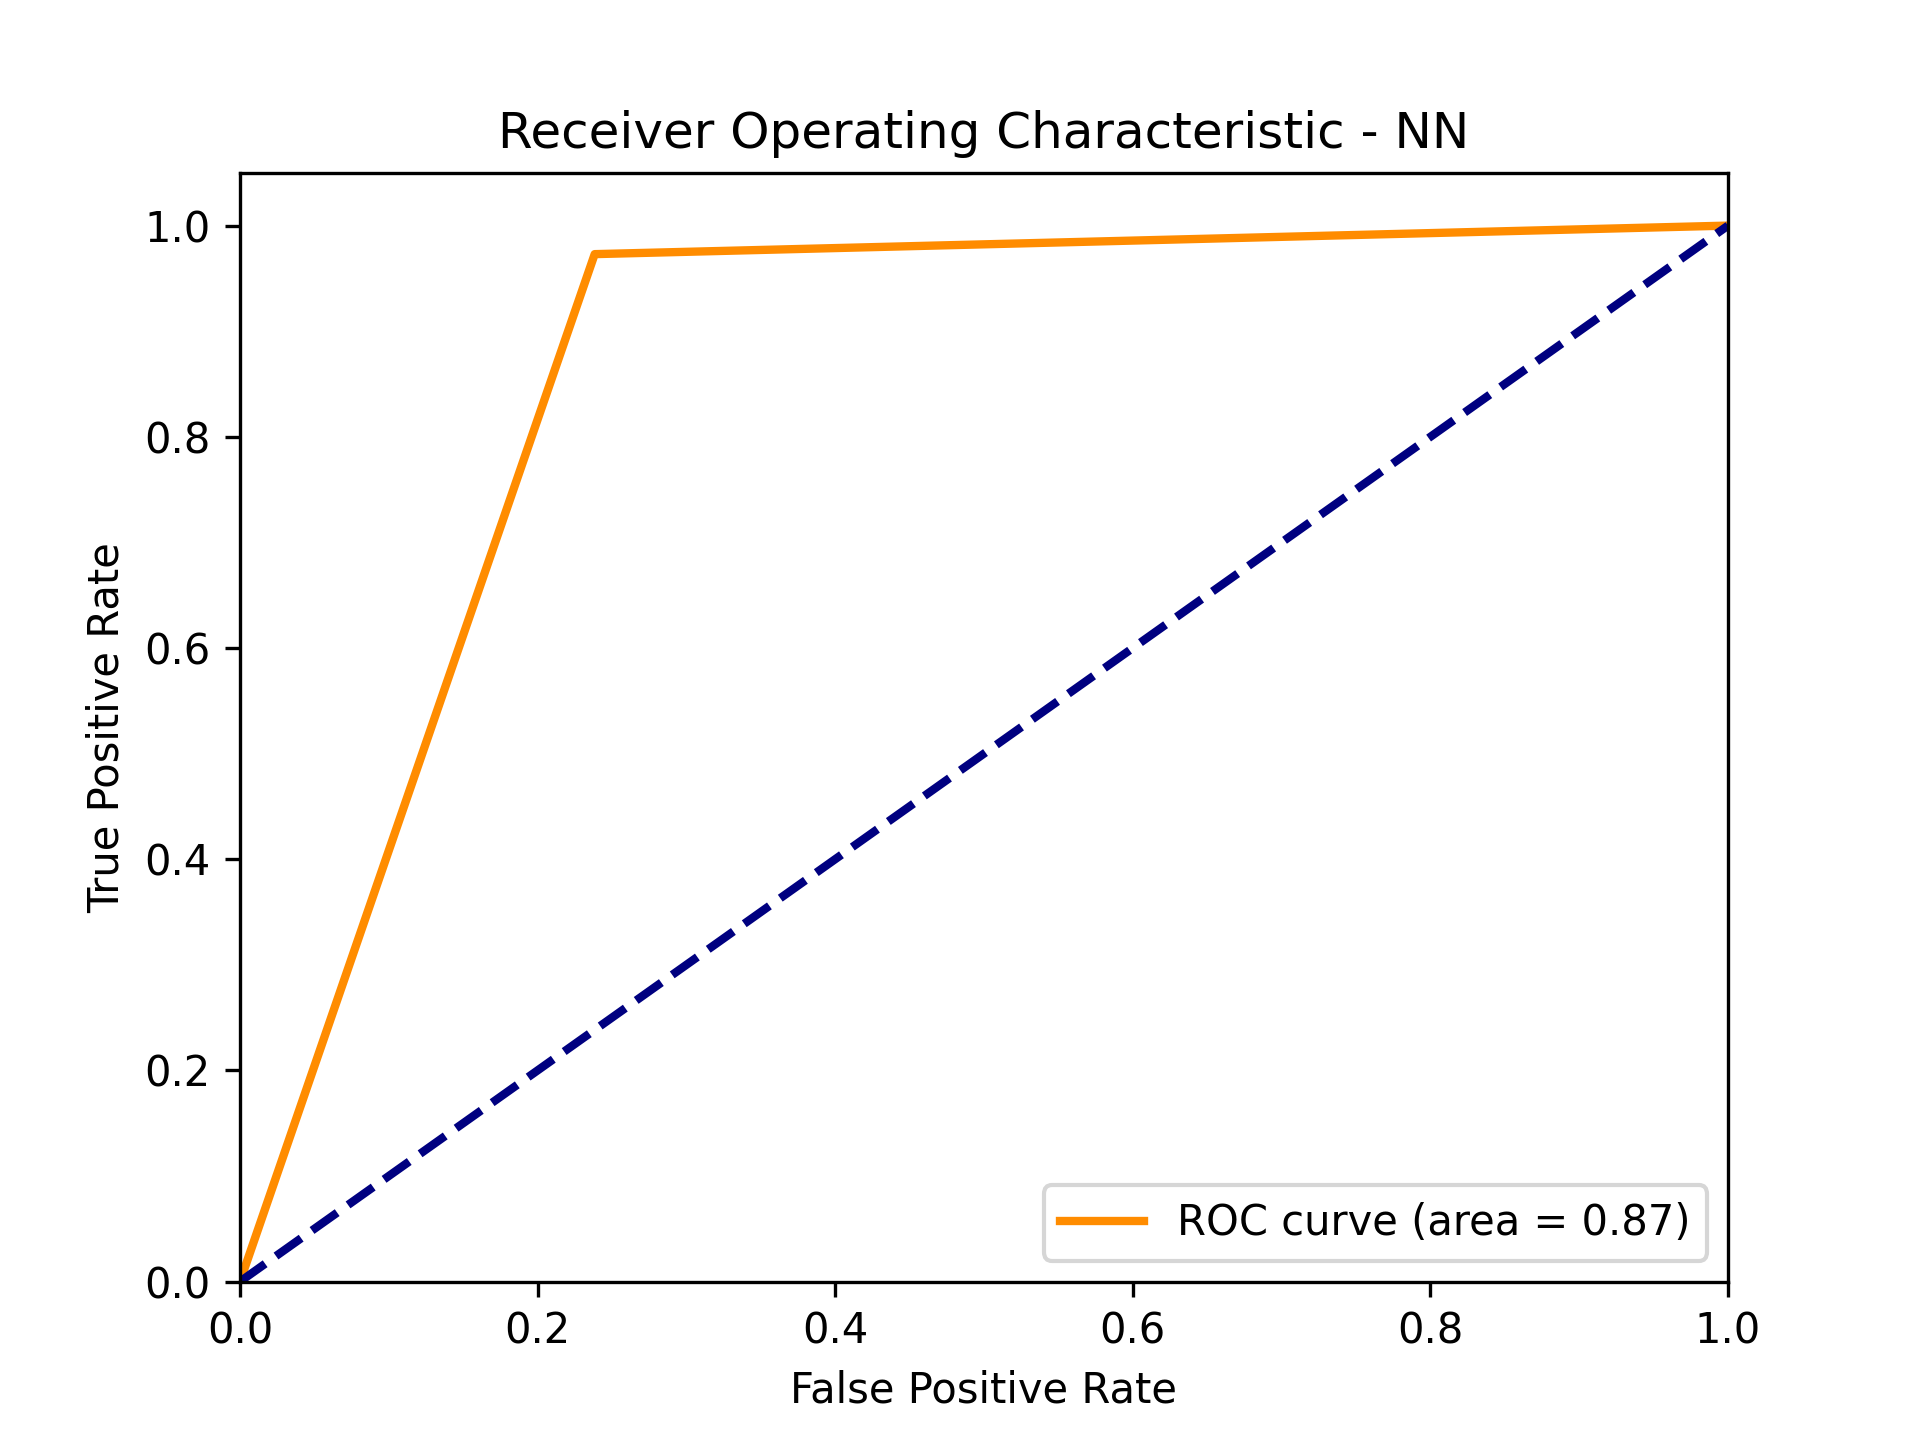 Receiver Operating Characteristic - NN
1.0
0.8
0.6
0.4
0.2
0.0
True Positive Rate
ROC curve (area = 0.87)
0.0 0.2 0.4 0.6 0.8 1.0
False Positive Rate